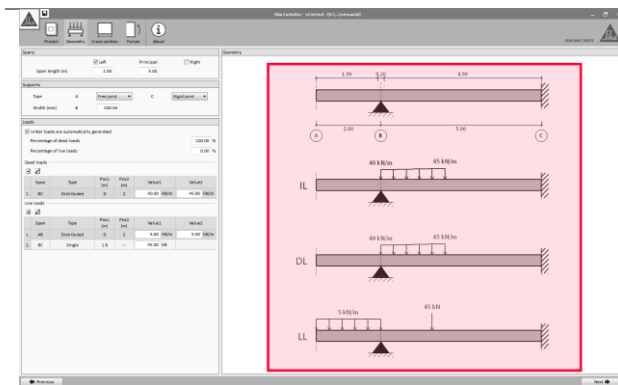 Project Geometry Cross section Forces About
Spans
Left Principal Right
Span length (m) 2.00 5.00
Supports
Type A Free point C Rigid point
Width (mm) B 200.00
Loads
Initial loads are automatically generated
Percentage of dead loads 100.00 %
Percentage of live loads 0.00 %
Dead loads
Span Type Pos1 (m) Pos2 (m) Value1 Value2
1 BC Distributed 0 2 40.00 kN/m 45.00 kN/m
Live loads
Span Type Pos1 (m) Pos2 (m) Value1 Value2
1 AB Distributed 0 2 5.00 kN/m 5.00 kN/m
2 BC Single 1.6 -- 45.00 kN
Geometry
1.90 0.20 4.90
2.00 5.00
A B C
40 kN/m 45 kN/m
IL
40 kN/m 45 kN/m
DL
5 kN/m 45 kN
LL
Previous Next